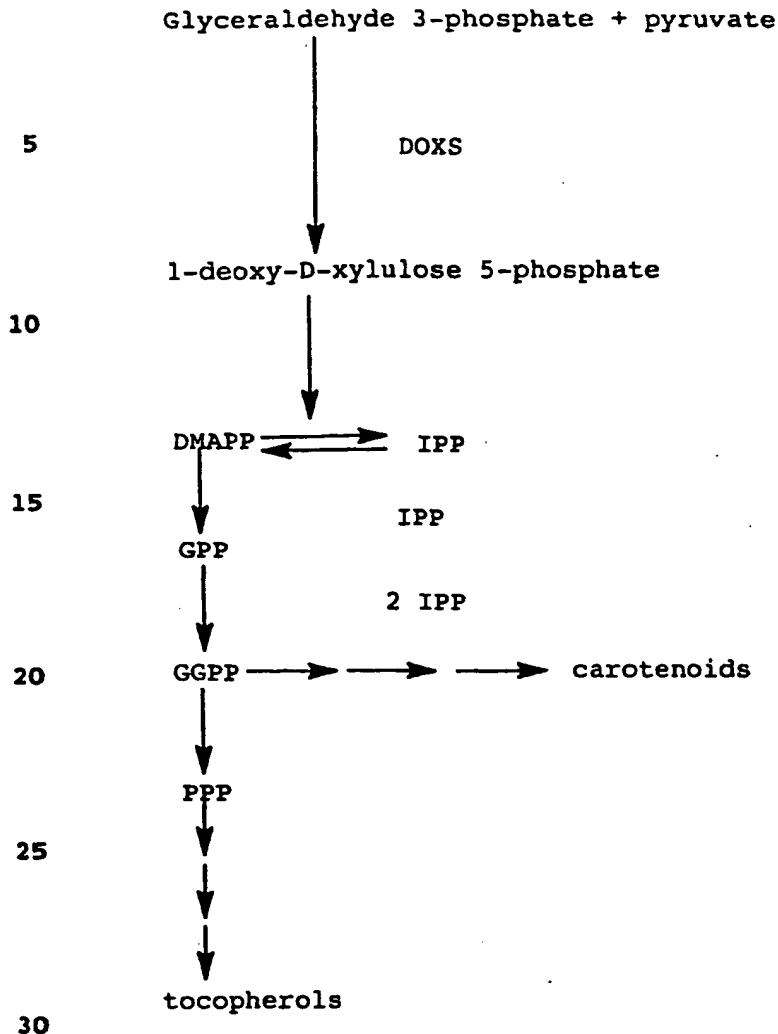 Glyceraldehyde 3-phosphate + pyruvate
5 DOXS
1-deoxy-D-xylulose 5-phosphate
10
DMAPP IPP
15 IPP
GPP
2 IPP
20 GGPP carotenoids
PPP
25
tocopherols
30